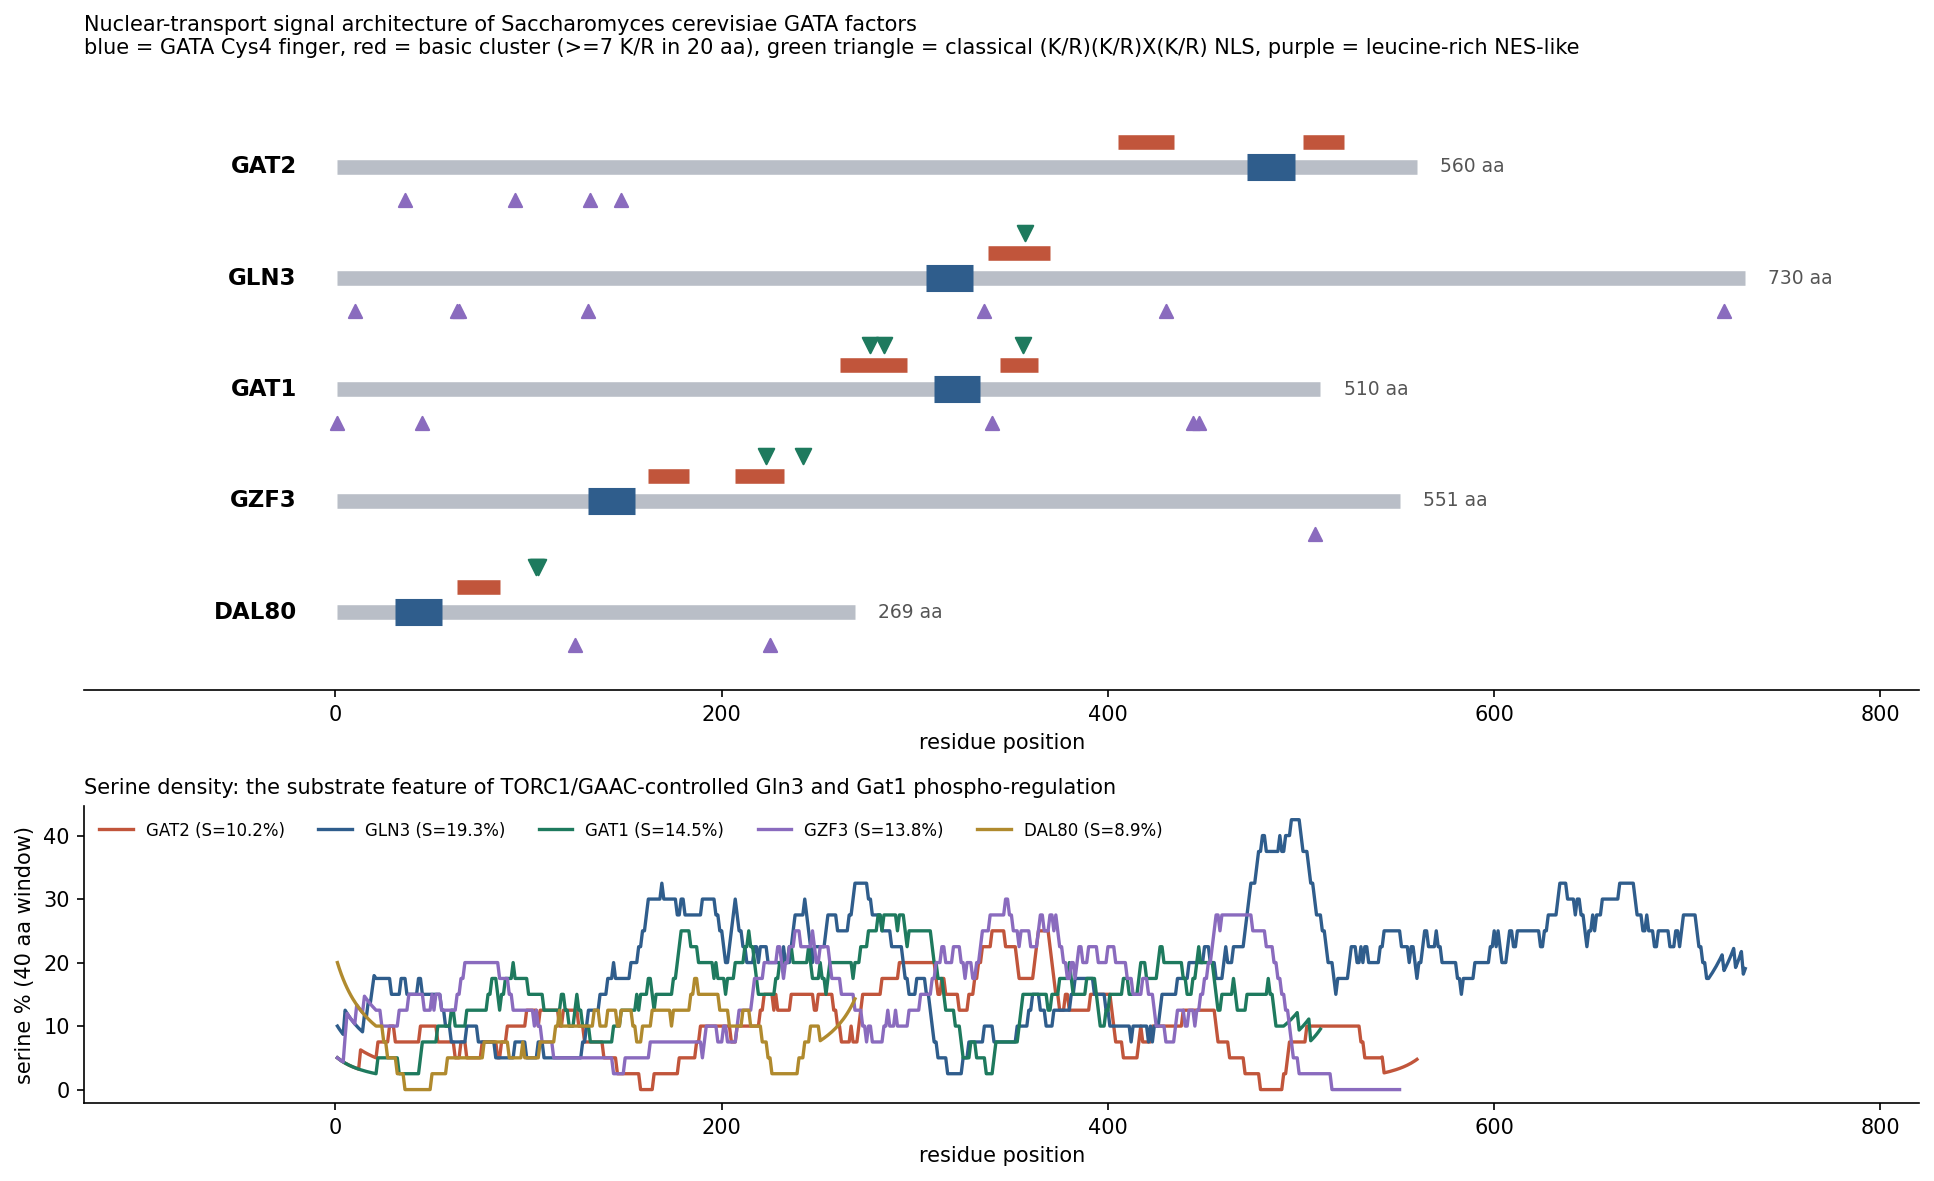 Nuclear-transport signal architecture of Saccharomyces cerevisiae GATA factors
blue = GATA Cys4 finger, red = basic cluster (>=7 K/R in 20 aa), green triangle = classical (K/R)(K/R)X(K/R) NLS, purple = leucine-rich NES-like
GAT2 560 aa
GLN3 730 aa
GAT1 510 aa
GZF3 551 aa
DAL80 269 aa
0 200 400 600 800
residue position
Serine density: the substrate feature of TORC1/GAAC-controlled Gln3 and Gat1 phospho-regulation
GAT2 (S=10.2%) GLN3 (S=19.3%) GAT1 (S=14.5%) GZF3 (S=13.8%) DAL80 (S=8.9%)
serine % (40 aa window)
40
30
20
10
0
0 200 400 600 800
residue position